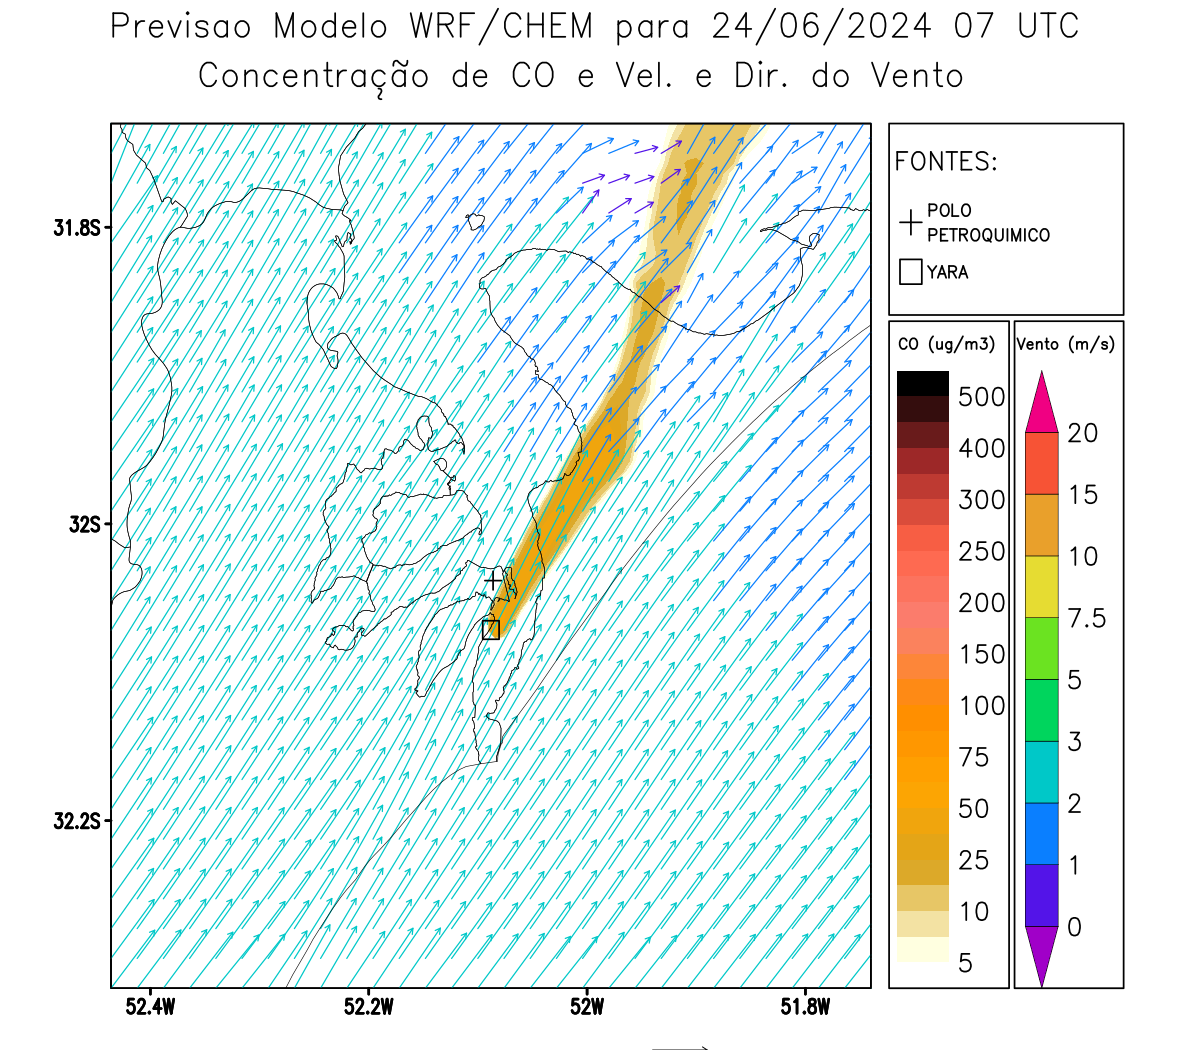 Previsao Modelo WRF/CHEM para 24/06/2024 07 UTC
Concentração de CO e Vel. e Dir. do Vento
FONTES:
POLO
PETROQUIMICO
YARA
CO (ug/m3)
500
400
300
250
200
150
100
75
50
25
10
5
Vento (m/s)
20
15
10
7.5
5
3
2
1
0
31.8S
32S
32.2S
52.4W
52.2W
52W
51.8W